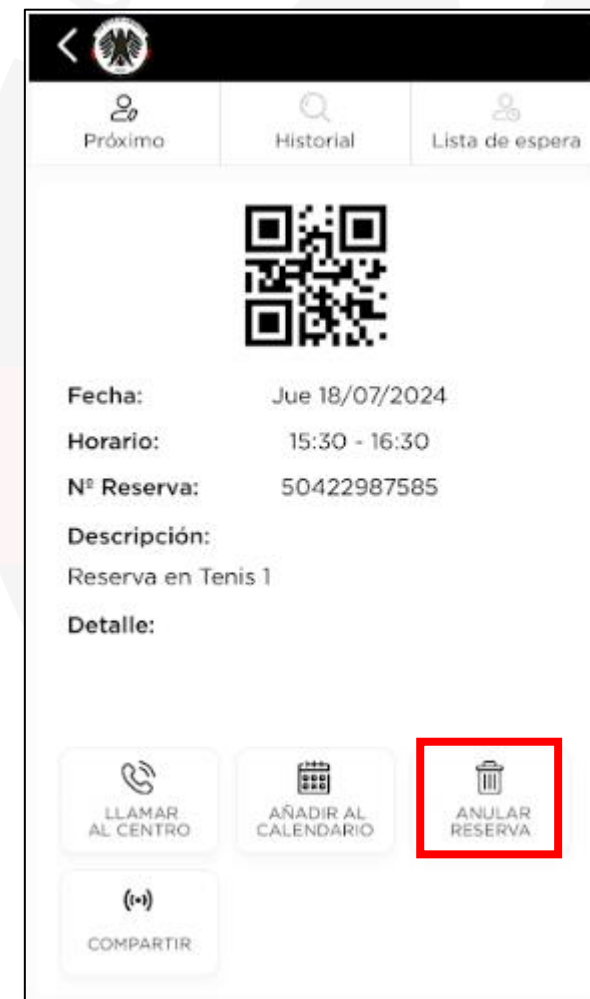 Próximo
Historial
Lista de espera
Fecha: Jue 18/07/2024
Horario: 15:30 - 16:30
Nº Reserva: 50422987585
Descripción:
Reserva en Tenis 1
Detalle:
LLAMAR
AL CENTRO
AÑADIR AL
CALENDARIO
ANULAR
RESERVA
COMPARTIR